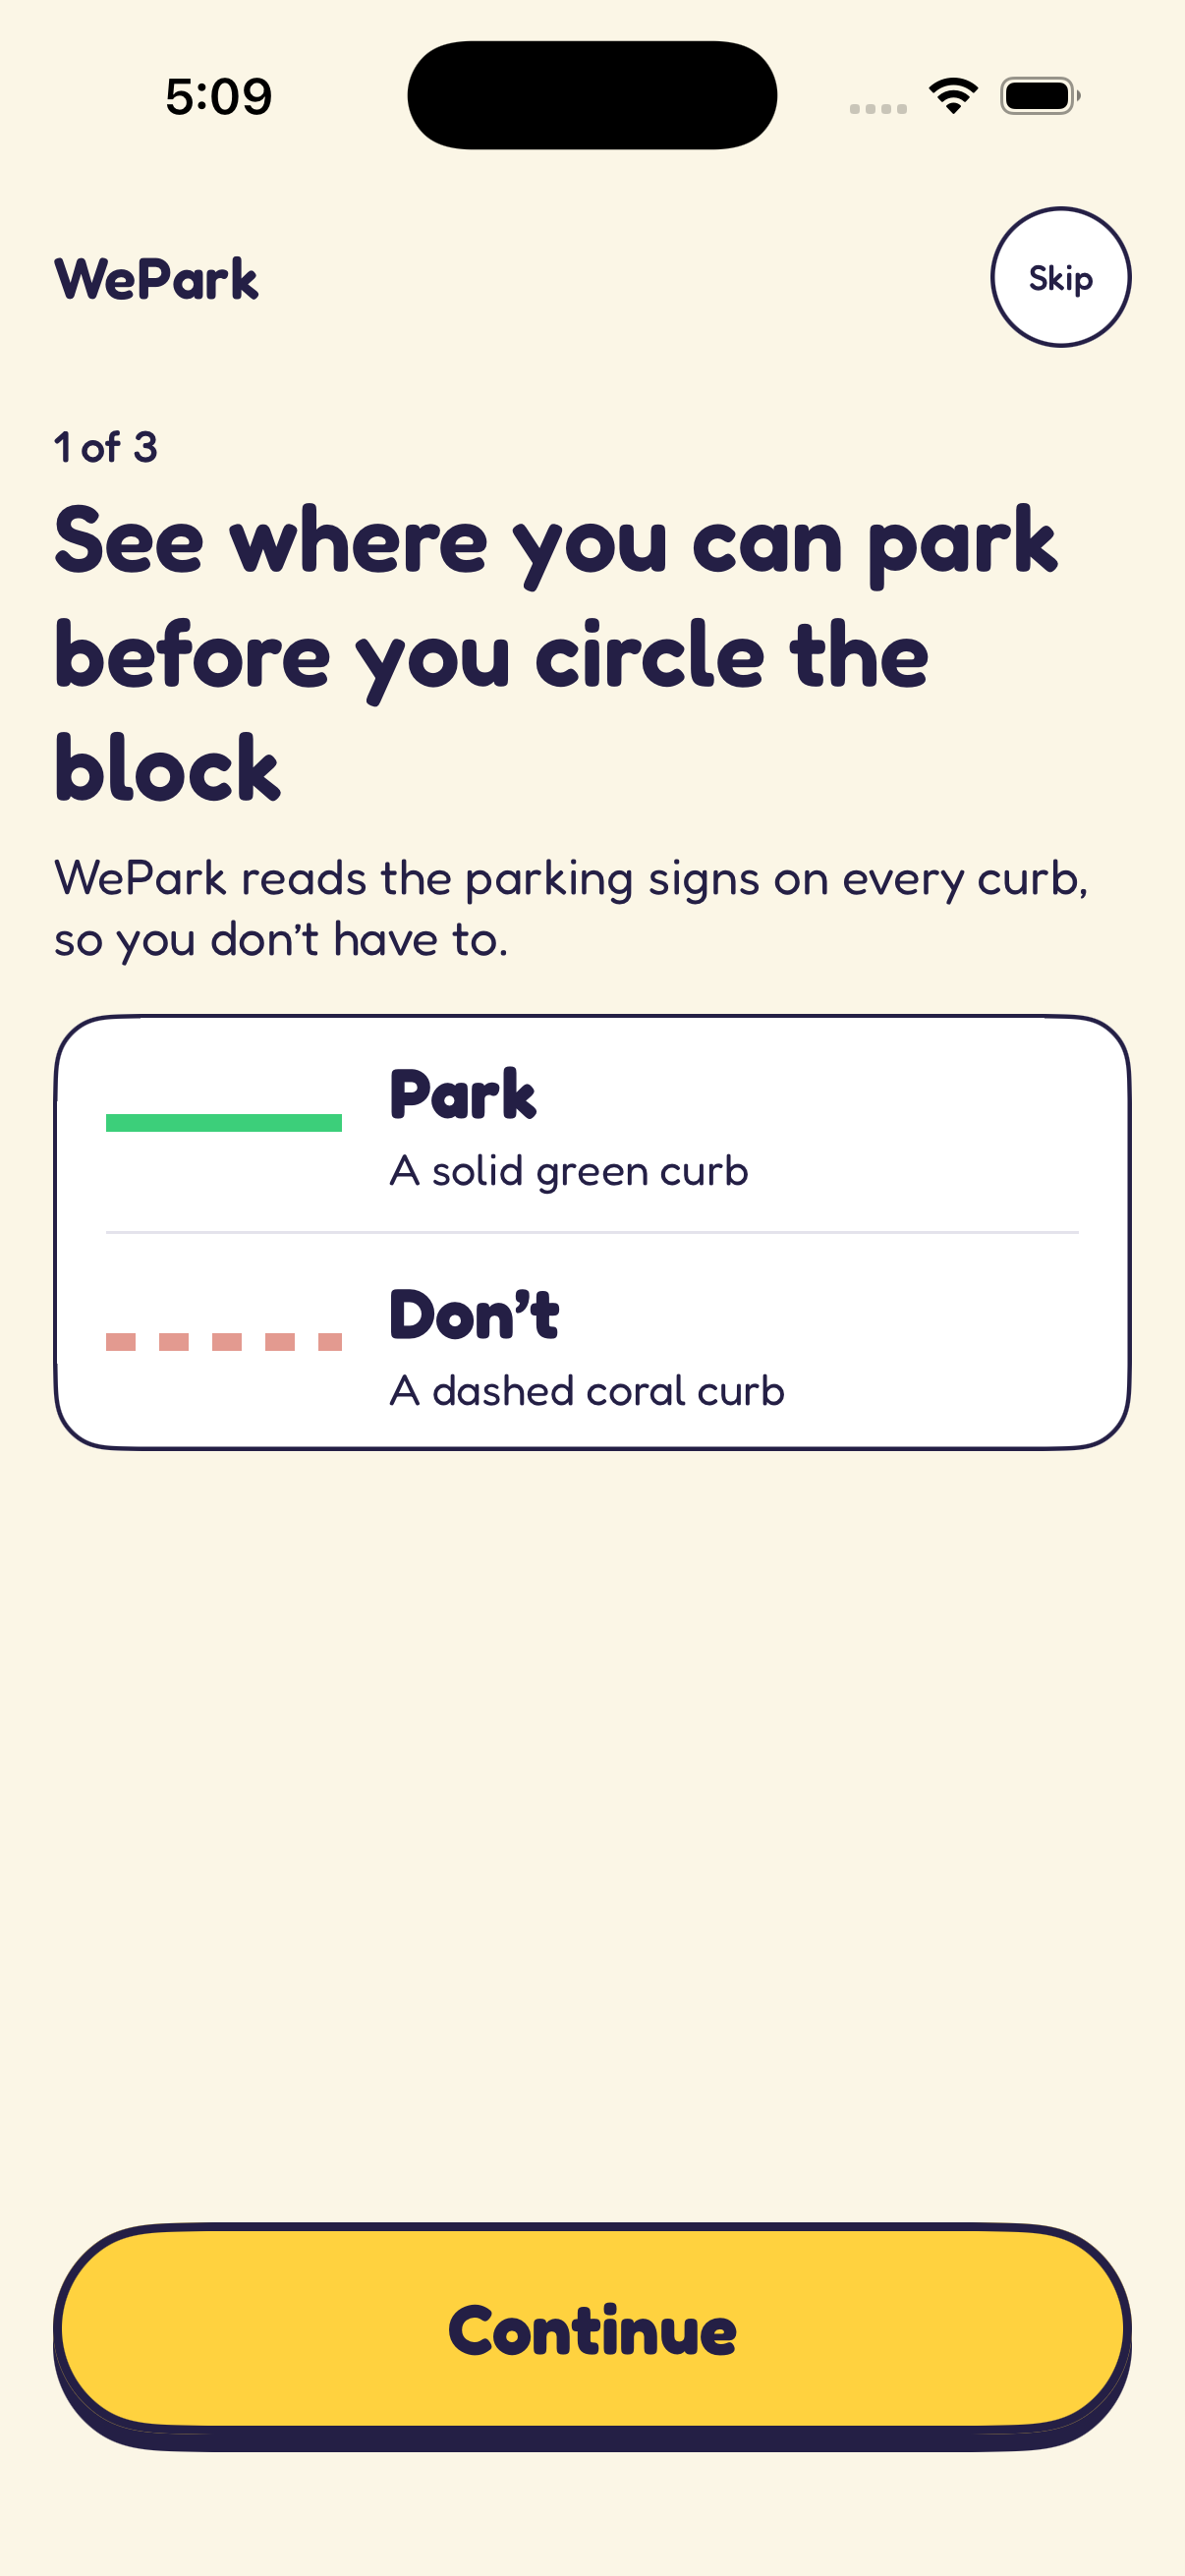 5:09
WePark
Skip
1 of 3
See where you can park
before you circle the
block
WePark reads the parking signs on every curb,
so you don’t have to.
Park
A solid green curb
Don’t
A dashed coral curb
Continue